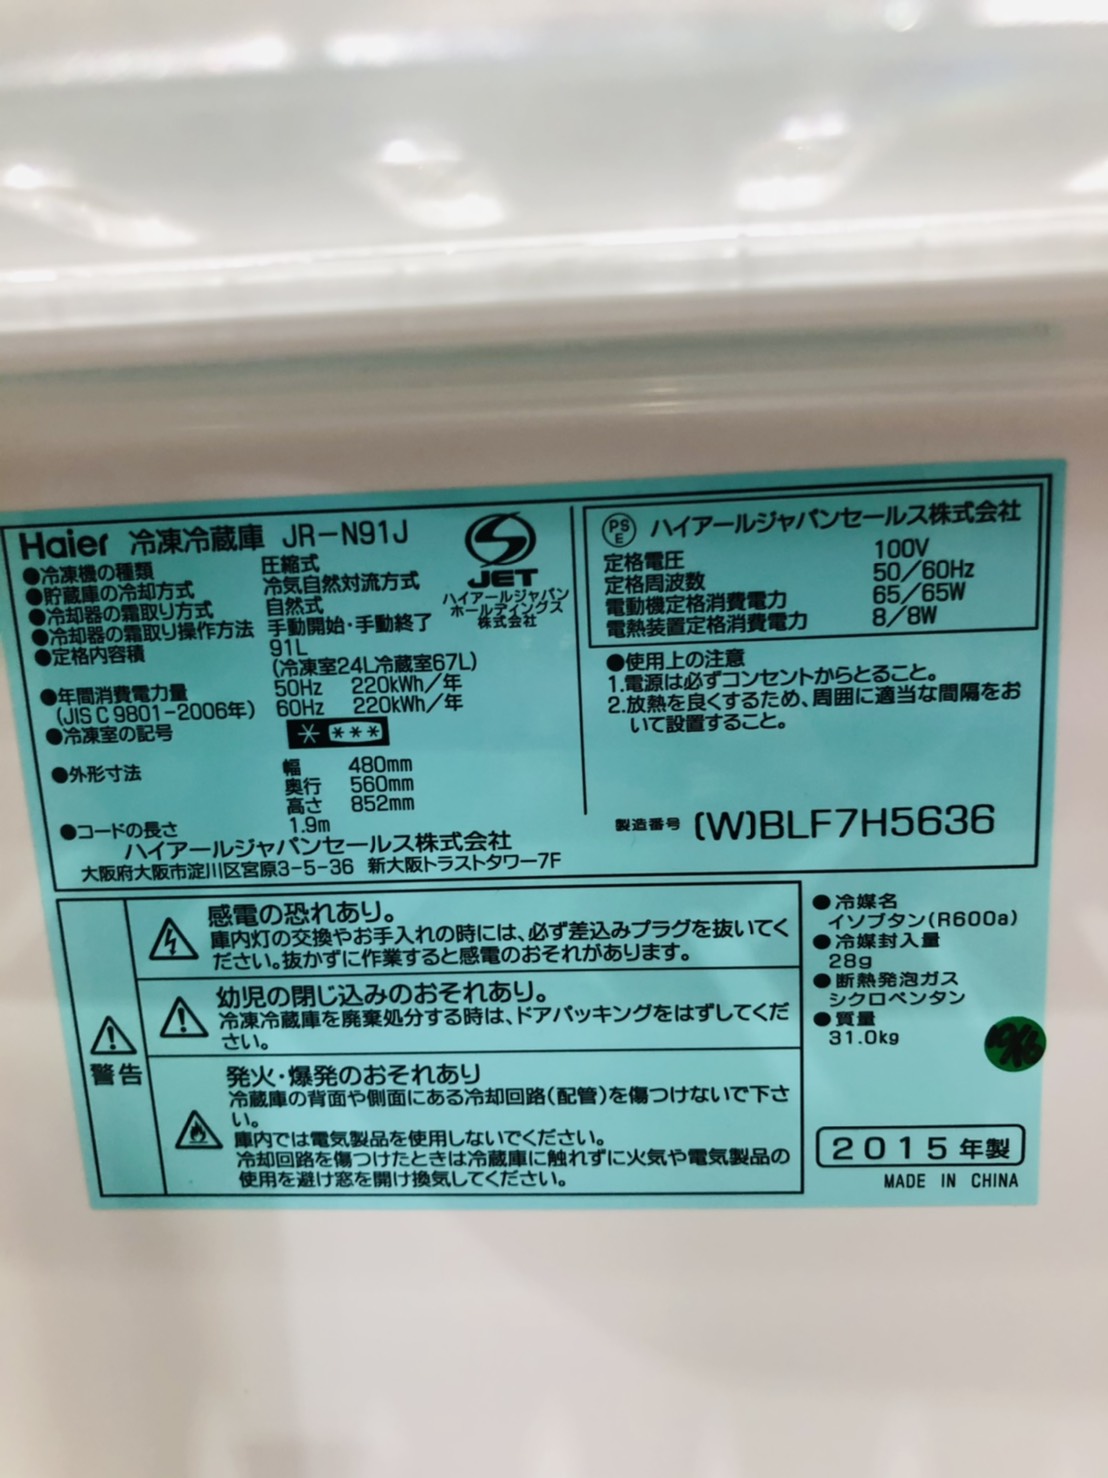 Haier 冷凍冷蔵庫 JR-N91J
●冷凍機の種類 圧縮式
●貯蔵庫の冷却方式 冷気自然対流方式
●冷却器の霜取り方式 自然式
●冷却器の霜取り操作方法 手動開始・手動終了
●定格内容積 91L
(冷凍室24L冷蔵室67L)
●年間消費電力量 50Hz 220kWh/年
(JIS C 9801-2006年) 60Hz 220kWh/年
●冷凍室の記号 * ***
●外形寸法 幅 480mm
奥行 560mm
高さ 852mm
●コードの長さ 1.9m
ハイアールジャパンセールス株式会社
大阪府大阪市淀川区宮原3-5-36 新大阪トラストタワー7F
JET
ハイアールジャパン
ホールディングス
株式会社
PS
E
ハイアールジャパンセールス株式会社
定格電圧 100V
定格周波数 50/60Hz
電動機定格消費電力 65/65W
電熱装置定格消費電力 8/8W
●使用上の注意
1.電源は必ずコンセントからとること。
2.放熱を良くするため、周囲に適当な間隔をお
いて設置すること。
製造番号 (W)BLF7H5636
警告
感電の恐れあり。
庫内灯の交換やお手入れの時には、必ず差込みプラグを抜いてく
ださい。抜かずに作業すると感電のおそれがあります。
幼児の閉じ込みのおそれあり。
冷凍冷蔵庫を廃棄処分する時は、ドアパッキングをはずしてくだ
さい。
発火・爆発のおそれあり
冷蔵庫の背面や側面にある冷却回路(配管)を傷つけないで下さ
い。
庫内では電気製品を使用しないでください。
冷却回路を傷つけたときは冷蔵庫に触れずに火気や電気製品の
使用を避け窓を開け換気してください。
●冷媒名
イソブタン(R600a)
●冷媒封入量
28g
●断熱発泡ガス
シクロペンタン
●質量
31.0kg
2015年製
MADE IN CHINA